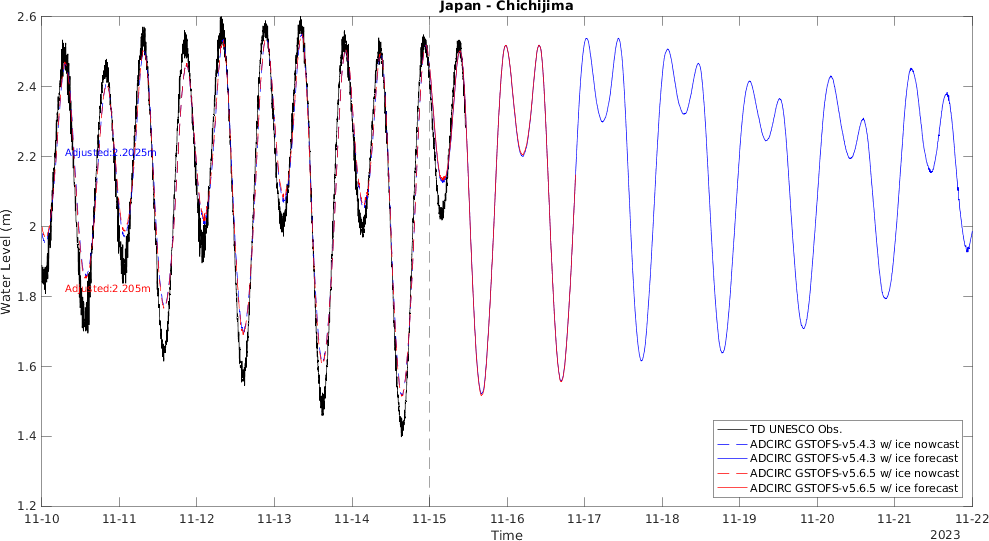 Japan - Chichijima
2.6
2.4
2.2
2
1.8
1.6
1.4
1.2
Water Level (m)
Adjusted:2.2025m
Adjusted:2.205m
TD UNESCO Obs.
ADCIRC GSTOFS-v5.4.3 w/ ice nowcast
ADCIRC GSTOFS-v5.4.3 w/ ice forecast
ADCIRC GSTOFS-v5.6.5 w/ ice nowcast
ADCIRC GSTOFS-v5.6.5 w/ ice forecast
11-10 11-11 11-12 11-13 11-14 11-15 11-16 11-17 11-18 11-19 11-20 11-21 11-22
Time
2023